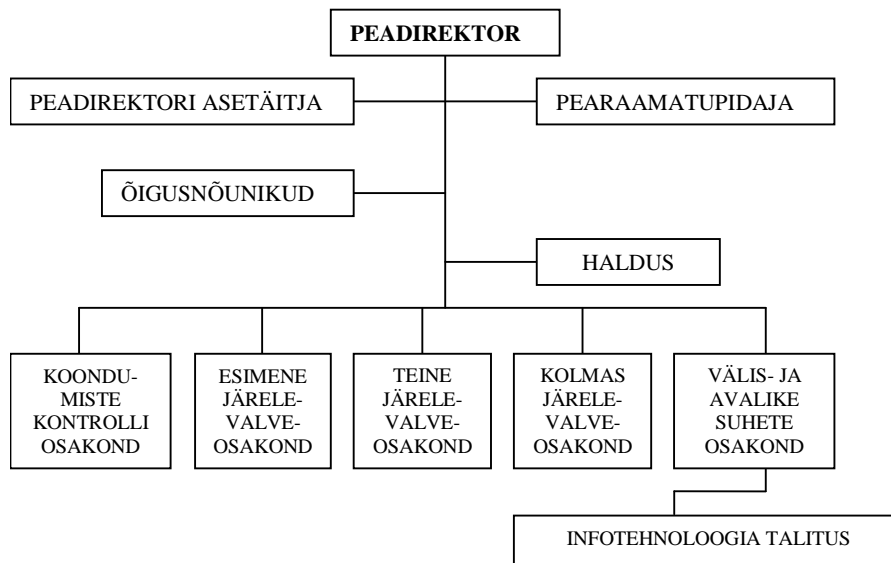 PEADIREKTOR
PEADIREKTORI ASETÄITJA
PEARAAMATUPIDAJA
ÕIGUSNÕUNIKUD
HALDUS
KOONDU-
MISTE
KONTROLLI
OSAKOND
ESIMENE
JÄRELE-
VALVE-
OSAKOND
TEINE
JÄRELE-
VALVE-
OSAKOND
KOLMAS
JÄRELE-
VALVE-
OSAKOND
VÄLIS- JA
AVALIKE
SUHETE
OSAKOND
INFOTEHNOLOOGIA TALITUS